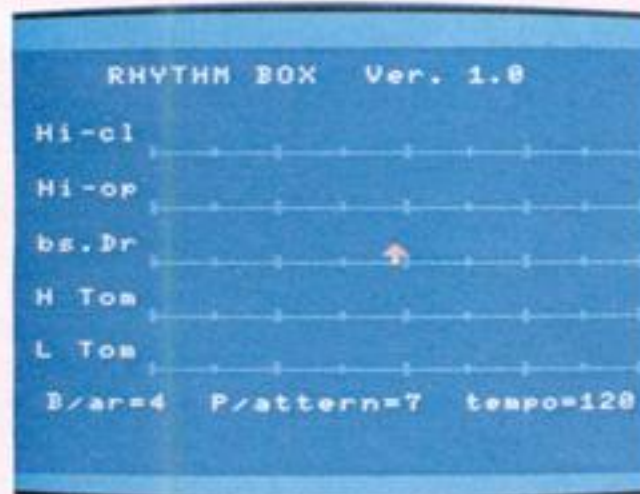 RHYTHM BOX Ver. 1.0
Hi-cl
Hi-op
bs.Dr
H Tom
L Tom
B/ar=4 P/attern=7 tempo=120